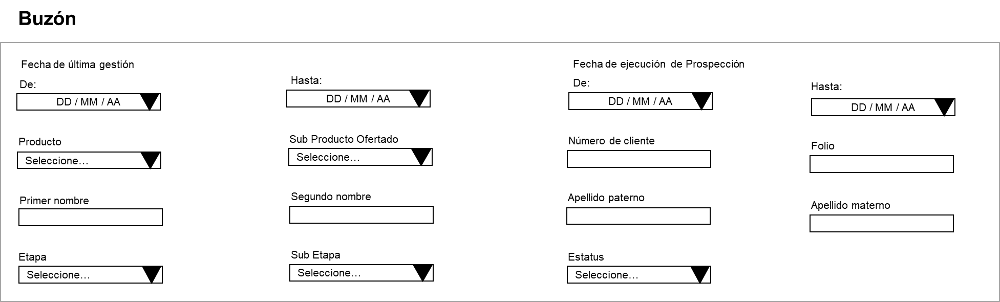 Buzón
Fecha de última gestión
Fecha de ejecución de Prospección
De:
Hasta:
De:
Hasta:
DD / MM / AA
DD / MM / AA
DD / MM / AA
DD / MM / AA
Producto
Sub Producto Ofertado
Número de cliente
Folio
Seleccione...
Seleccione...
Primer nombre
Segundo nombre
Apellido paterno
Apellido materno
Etapa
Sub Etapa
Estatus
Seleccione...
Seleccione...
Seleccione...